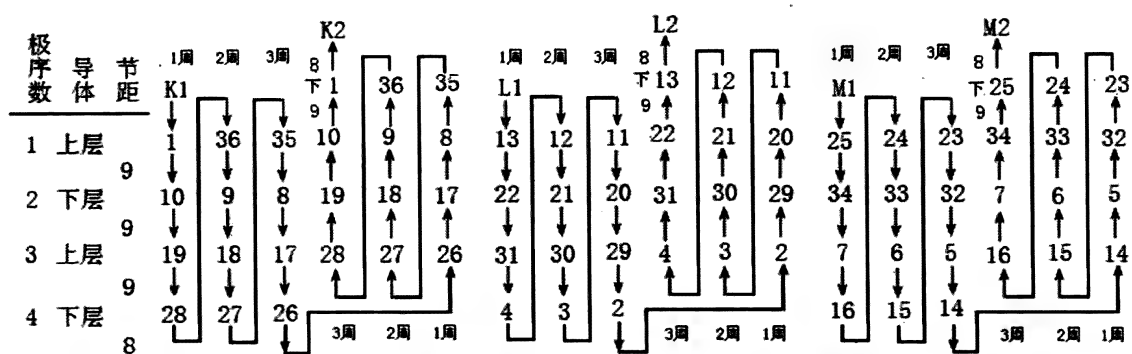 K2 L2 M2
1周 2周 3周 8 1周 2周 3周 8 1周 2周 3周 8
极序数 导体 节距 K1 下 1 36 35 L1 下 13 12 11 M1 下 25 24 23
9 9 9
1 上层 1 36 35 10 9 8 13 12 11 22 21 20 25 24 23 34 33 32
9
2 下层 10 9 8 19 18 17 22 21 20 31 30 29 34 33 32 7 6 5
9
3 上层 19 18 17 28 27 26 31 30 29 4 3 2 7 6 5 16 15 14
9
4 下层 28 27 26 4 3 2 16 15 14
8 3周 2周 1周 3周 2周 1周 3周 2周 1周